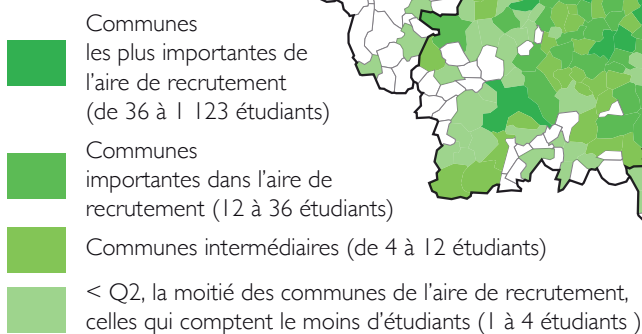 Communes
les plus importantes de
l'aire de recrutement
(de 36 à 1 123 étudiants)
Communes
importantes dans l'aire de
recrutement (12 à 36 étudiants)
Communes intermédiaires (de 4 à 12 étudiants)
< Q2, la moitié des communes de l'aire de recrutement,
celles qui comptent le moins d'étudiants (1 à 4 étudiants )